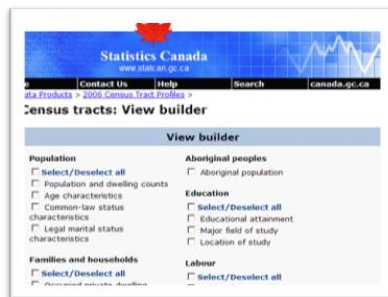 Statistics Canada
www.statcan.gc.ca
Contact Us Help Search canada.gc.ca
ata Products > 2006 Census Tract Profiles >
Census tracts: View builder
View builder
Population
Select/Deselect all
Population and dwelling counts
Age characteristics
Common-law status
characteristics
Legal marital status
characteristics
Families and households
Select/Deselect all
Occupied private dwelling
Aboriginal peoples
Aboriginal population
Education
Select/Deselect all
Educational attainment
Major field of study
Location of study
Labour
Select/Deselect all